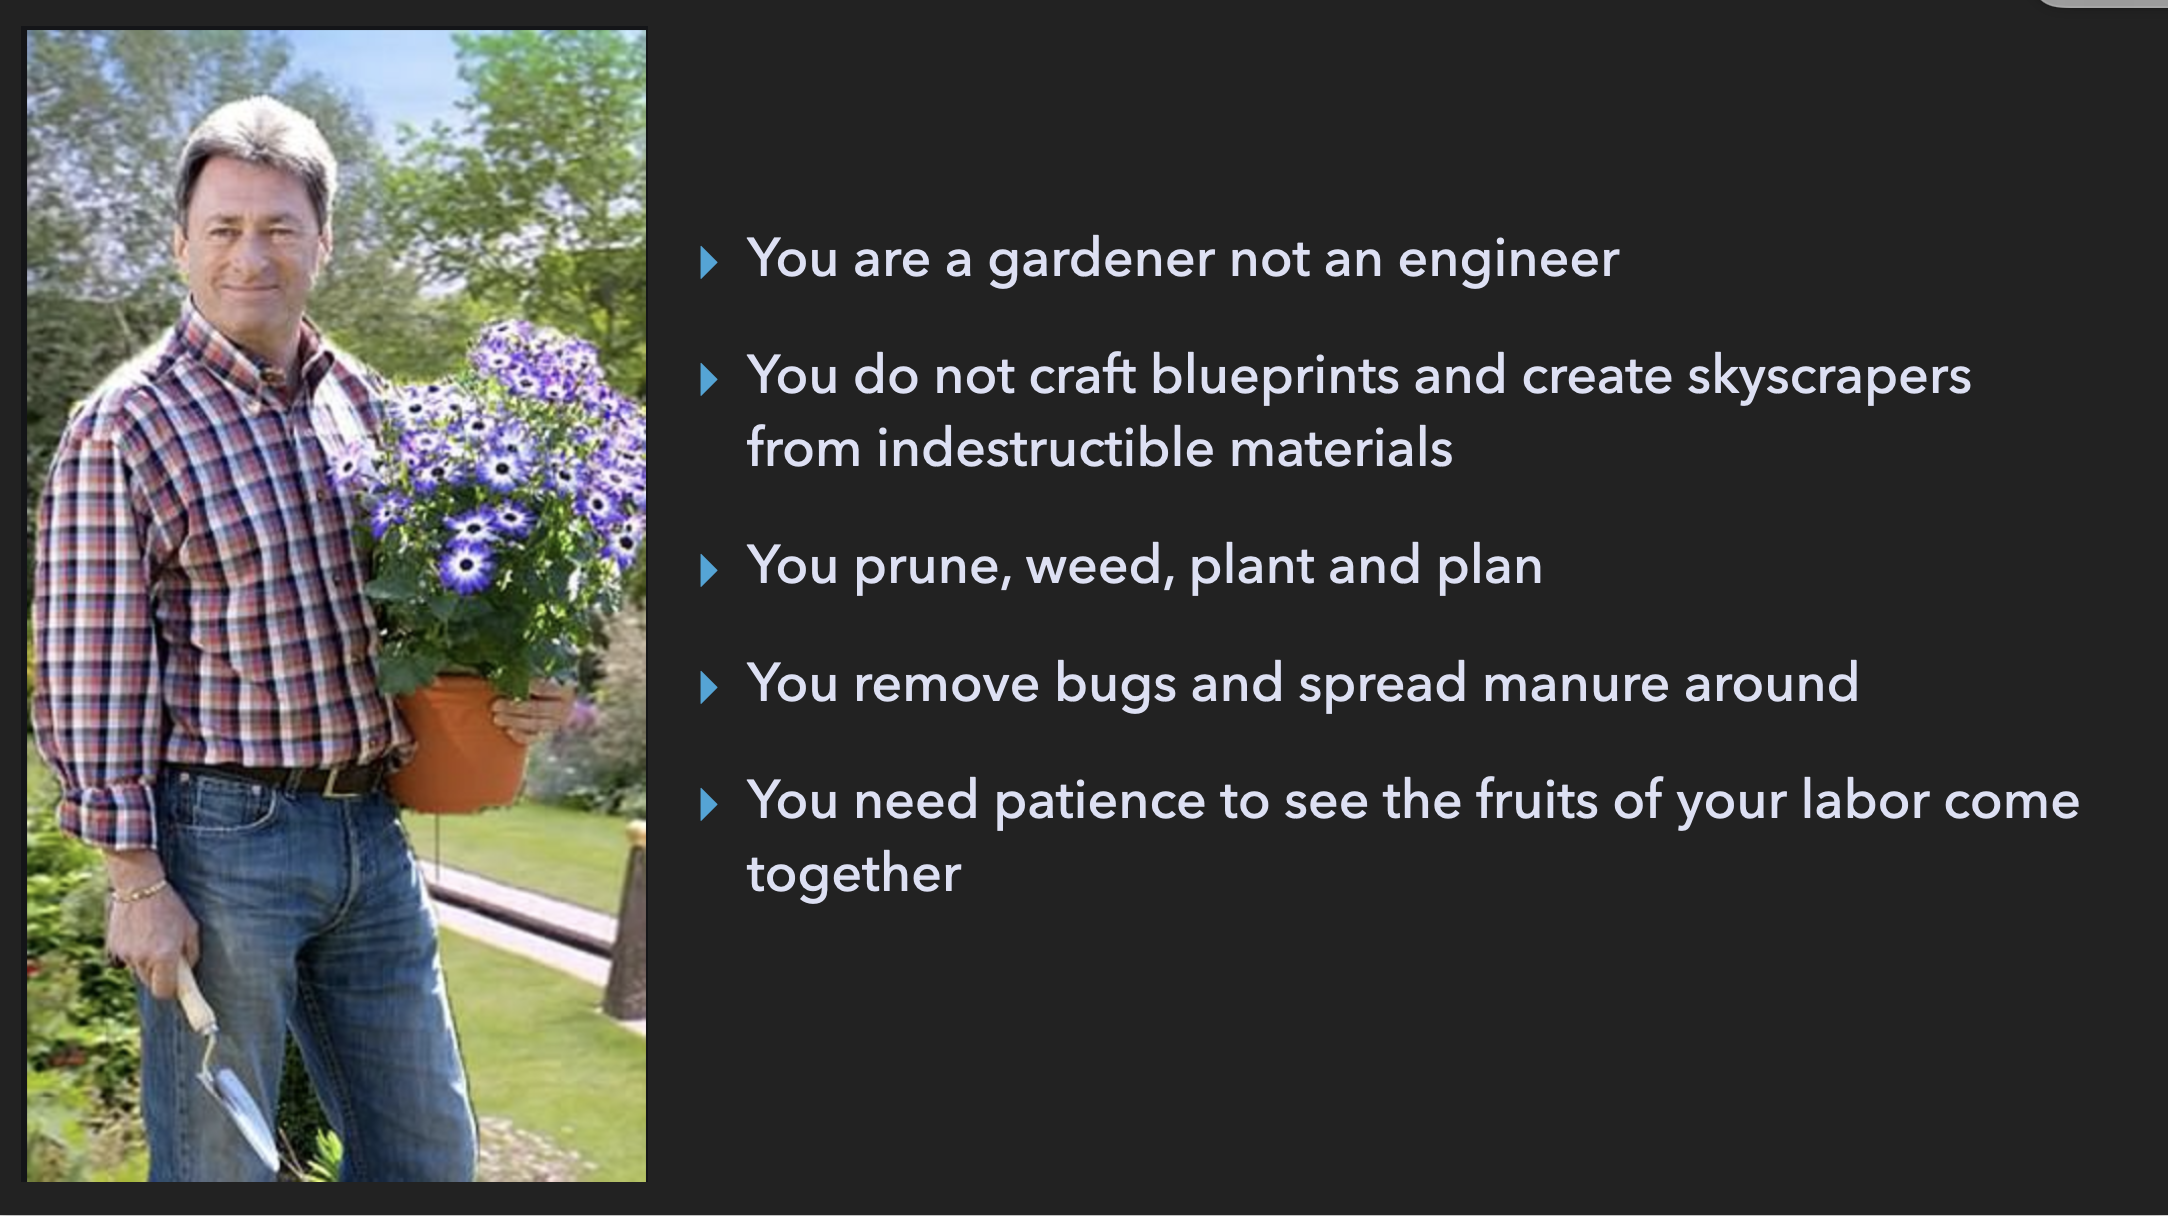 You are a gardener not an engineer
You do not craft blueprints and create skyscrapers
from indestructible materials
You prune, weed, plant and plan
You remove bugs and spread manure around
You need patience to see the fruits of your labor come
together